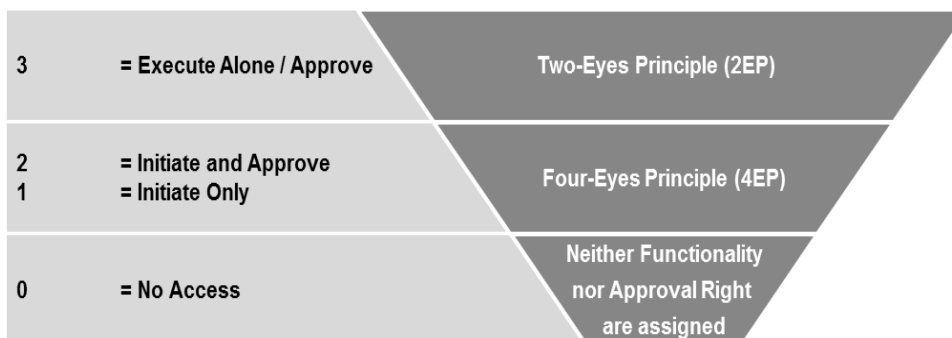 3 = Execute Alone / Approve
Two-Eyes Principle (2EP)
2 = Initiate and Approve
1 = Initiate Only
Four-Eyes Principle (4EP)
0 = No Access
Neither Functionality
nor Approval Right
are assigned